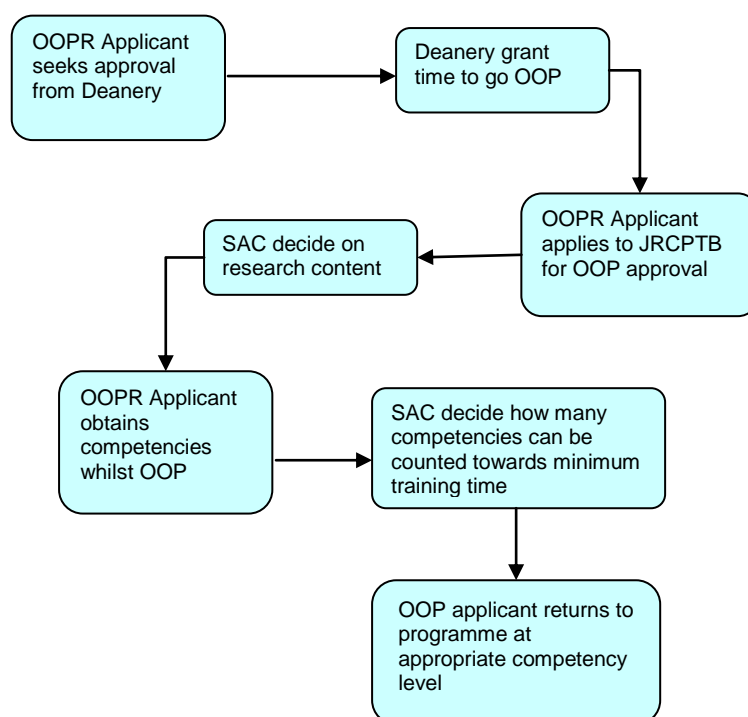 OOPR Applicant
seeks approval
from Deanery
Deanery grant
time to go OOP
OOPR Applicant
applies to JRCPTB
for OOP approval
SAC decide on
research content
OOPR Applicant
obtains
competencies
whilst OOP
SAC decide how many
competencies can be
counted towards minimum
training time
OOP applicant returns to
programme at
appropriate competency
level